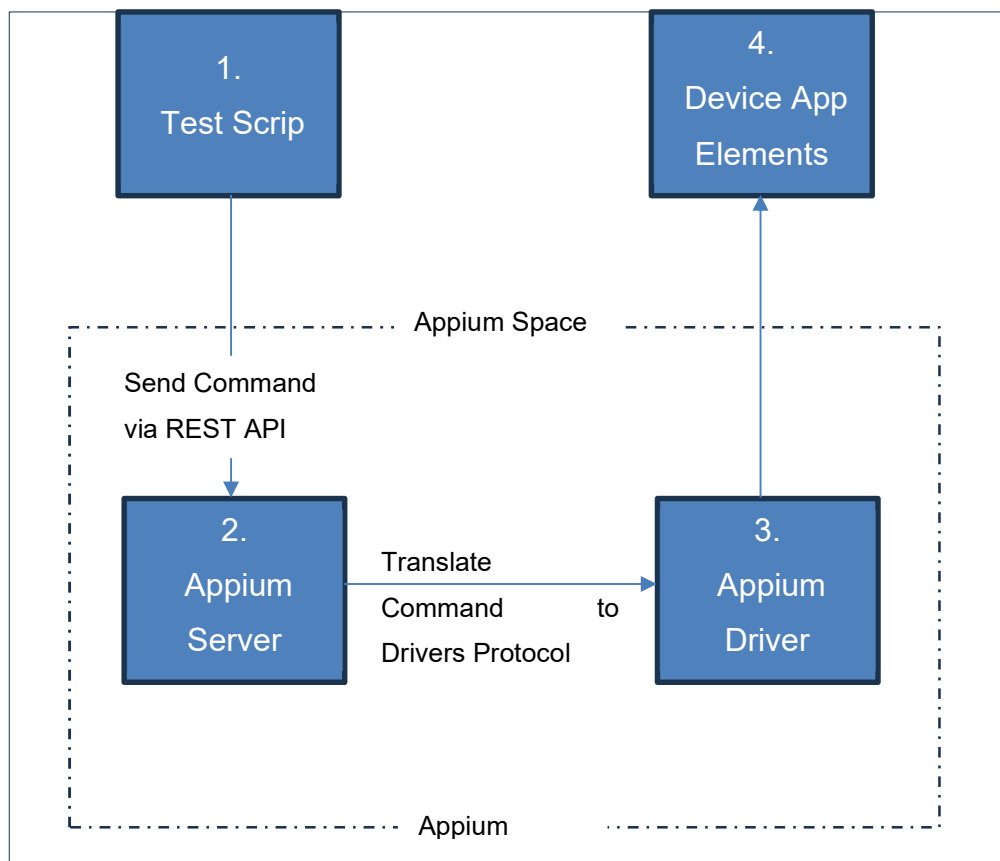 1.
Test Scrip
4.
Device App
Elements
Appium Space
Send Command
via REST API
2.
Appium
Server
Translate
Command to
Drivers Protocol
3.
Appium
Driver
Appium